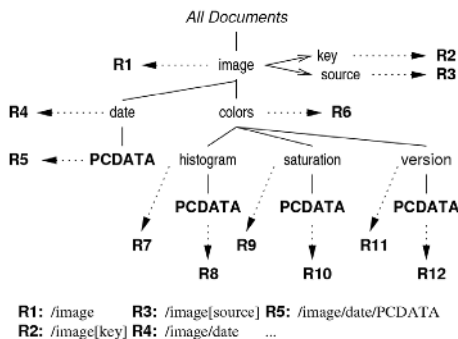 All Documents
R1 image key R2
source R3
R4 date colors R6
R5 PCDATA histogram saturation version
PCDATA PCDATA PCDATA
R7 R9 R11
R8 R10 R12
R1: /image R3: /image[source] R5: /image/date/PCDATA
R2: /image[key] R4: /image/date ...